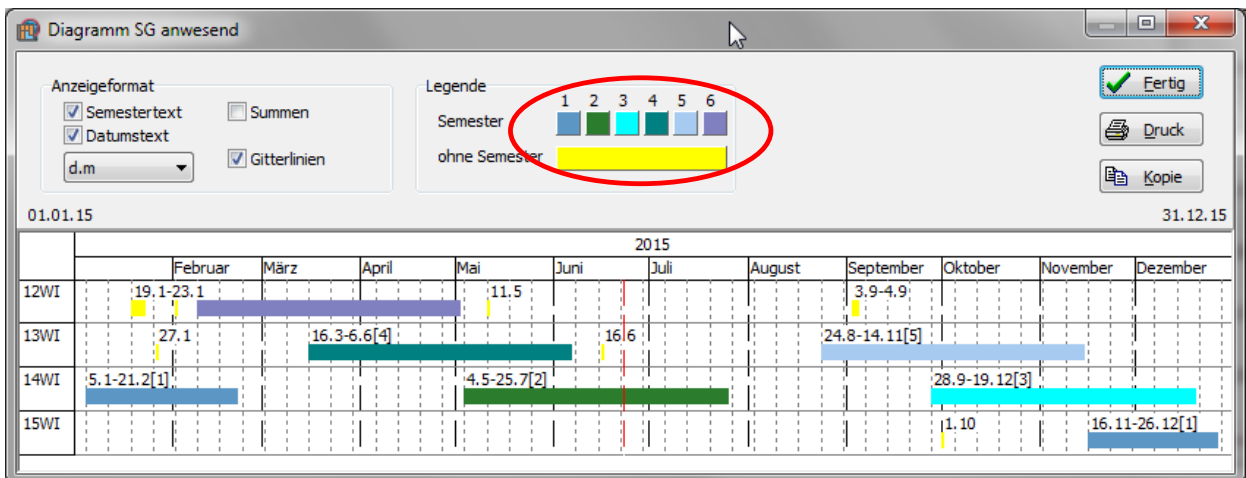 Diagramm SG anwesend
Anzeigeformat
Semestertext
Summen
Datumstext
d.m
Gitterlinien
Legende
1 2 3 4 5 6
Semester
ohne Semester
Fertig
Druck
Kopie
01.01.15
31.12.15
2015
Februar März April Mai Juni Juli August September Oktober November Dezember
12WI 19.1-23.1 11.5 3.9-4.9
13WI 27.1 16.3-6.6[4] 16.6 24.8-14.11[5]
14WI 5.1-21.2[1] 4.5-25.7[2] 28.9-19.12[3]
15WI 1.10 16.11-26.12[1]